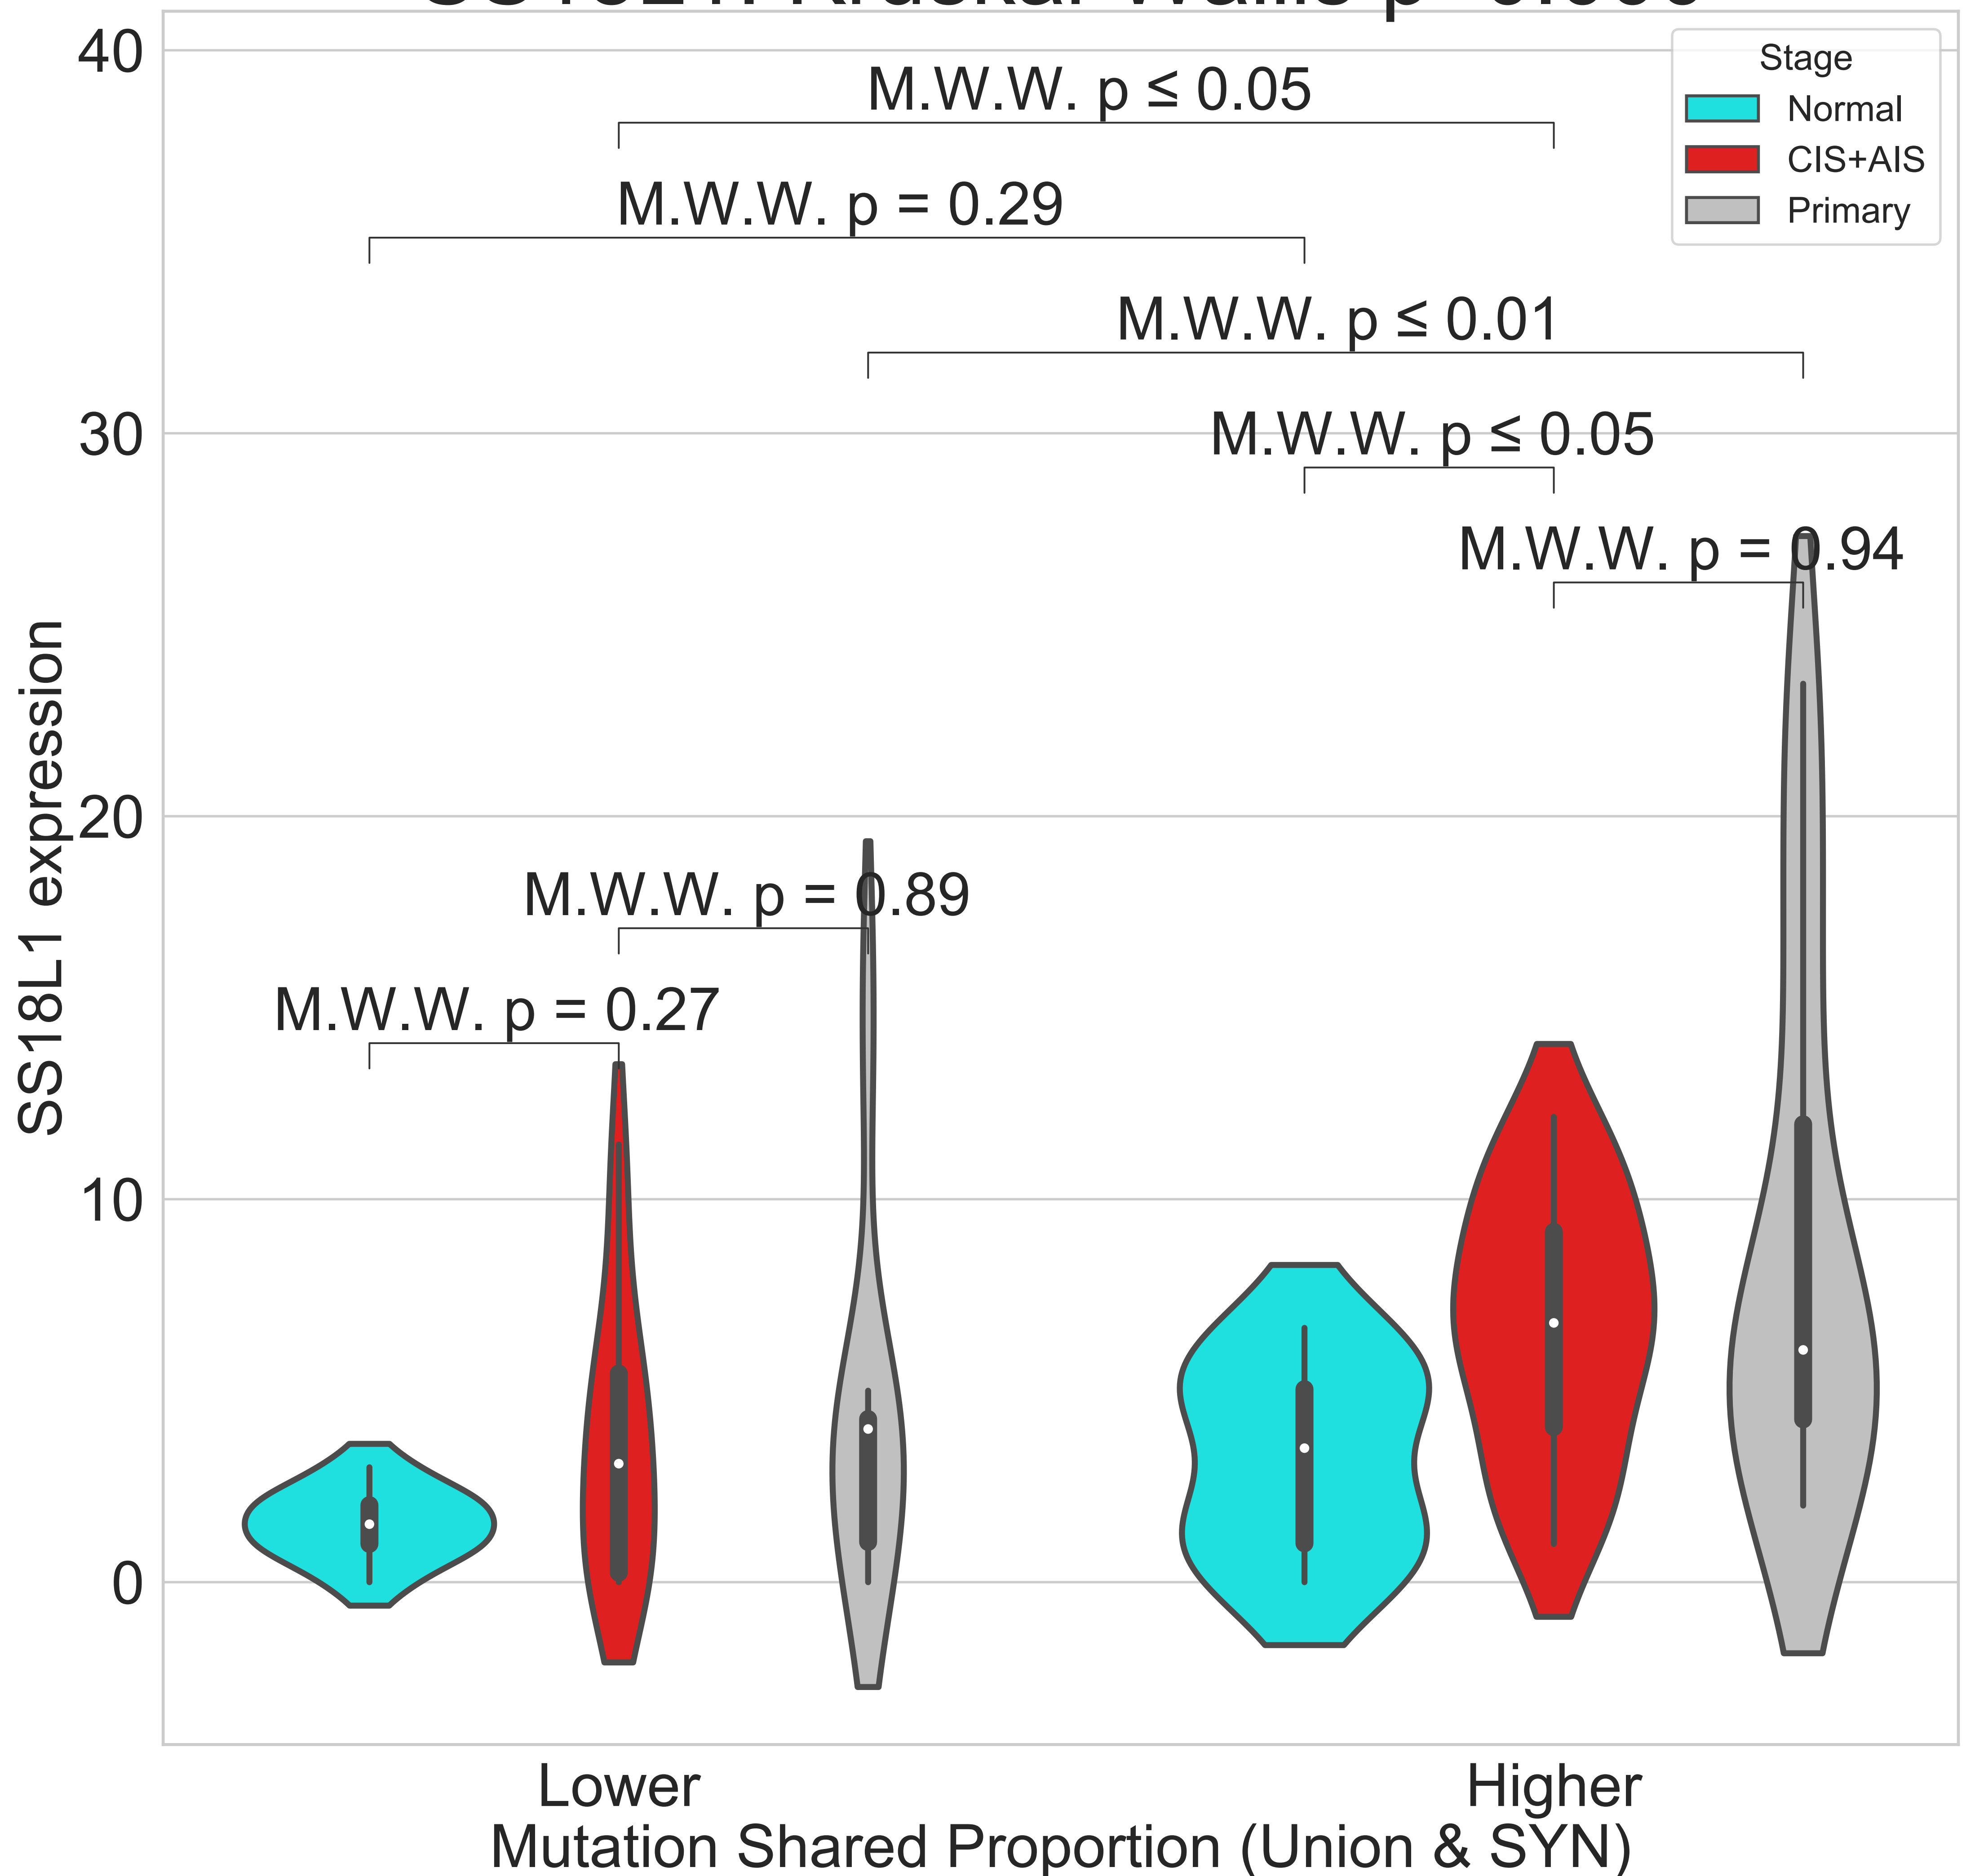 40
30
20
10
0
SS18L1 expression
Stage
Normal
CIS+AIS
Primary
M.W.W. p ≤ 0.05
M.W.W. p = 0.29
M.W.W. p ≤ 0.01
M.W.W. p ≤ 0.05
M.W.W. p = 0.94
M.W.W. p = 0.89
M.W.W. p = 0.27
Lower
Higher
Mutation Shared Proportion (Union & SYN)